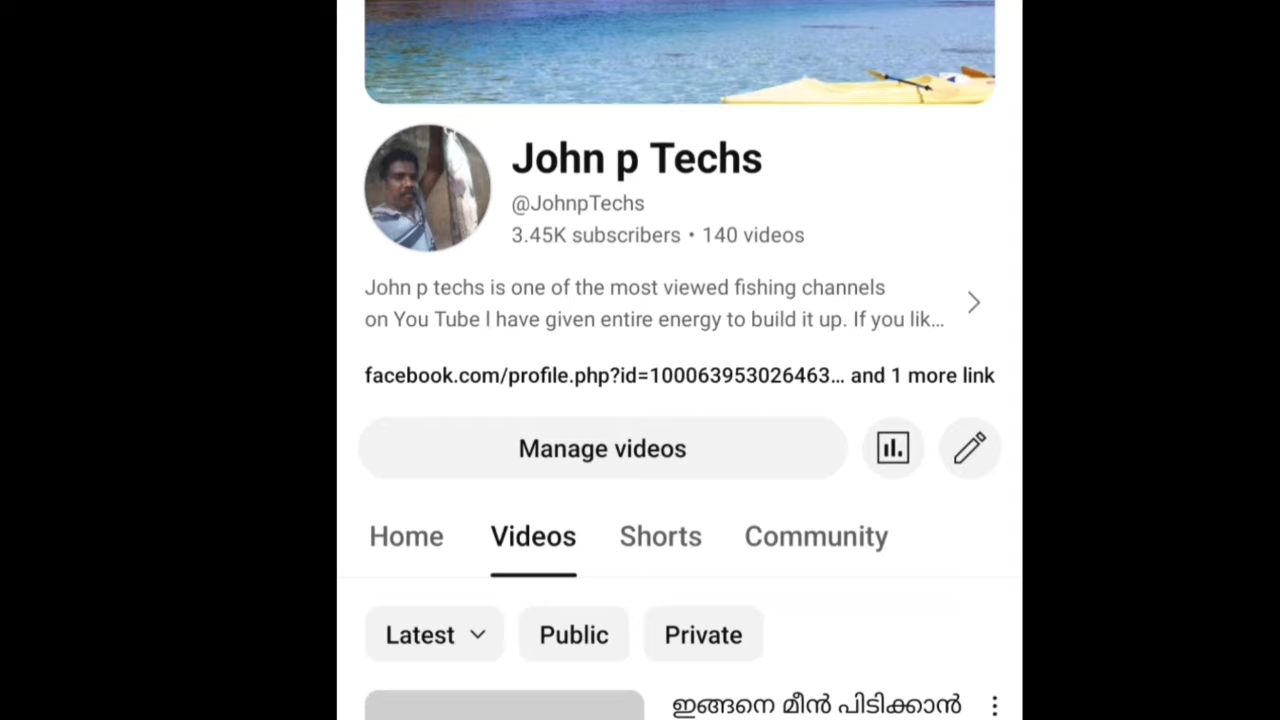 John p Techs
@JohnpTechs
3.45K subscribers • 140 videos
John p techs is one of the most viewed fishing channels
on You Tube I have given entire energy to build it up. If you lik...
facebook.com/profile.php?id=100063953026463... and 1 more link
Manage videos
Home Videos Shorts Community
Latest Public Private
ഇങ്ങനെ മീൻ പിടിക്കാൻ